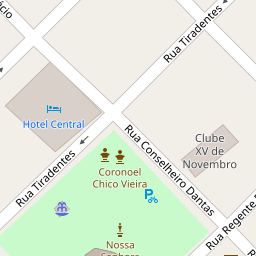 ócio
Rua Tiradentes
Hotel Central
Rua Conselheiro Dantas
Clube
XV de
Novembro
Rua Tiradentes
Coronoel
Chico Vieira
Rua Regente
Nossa